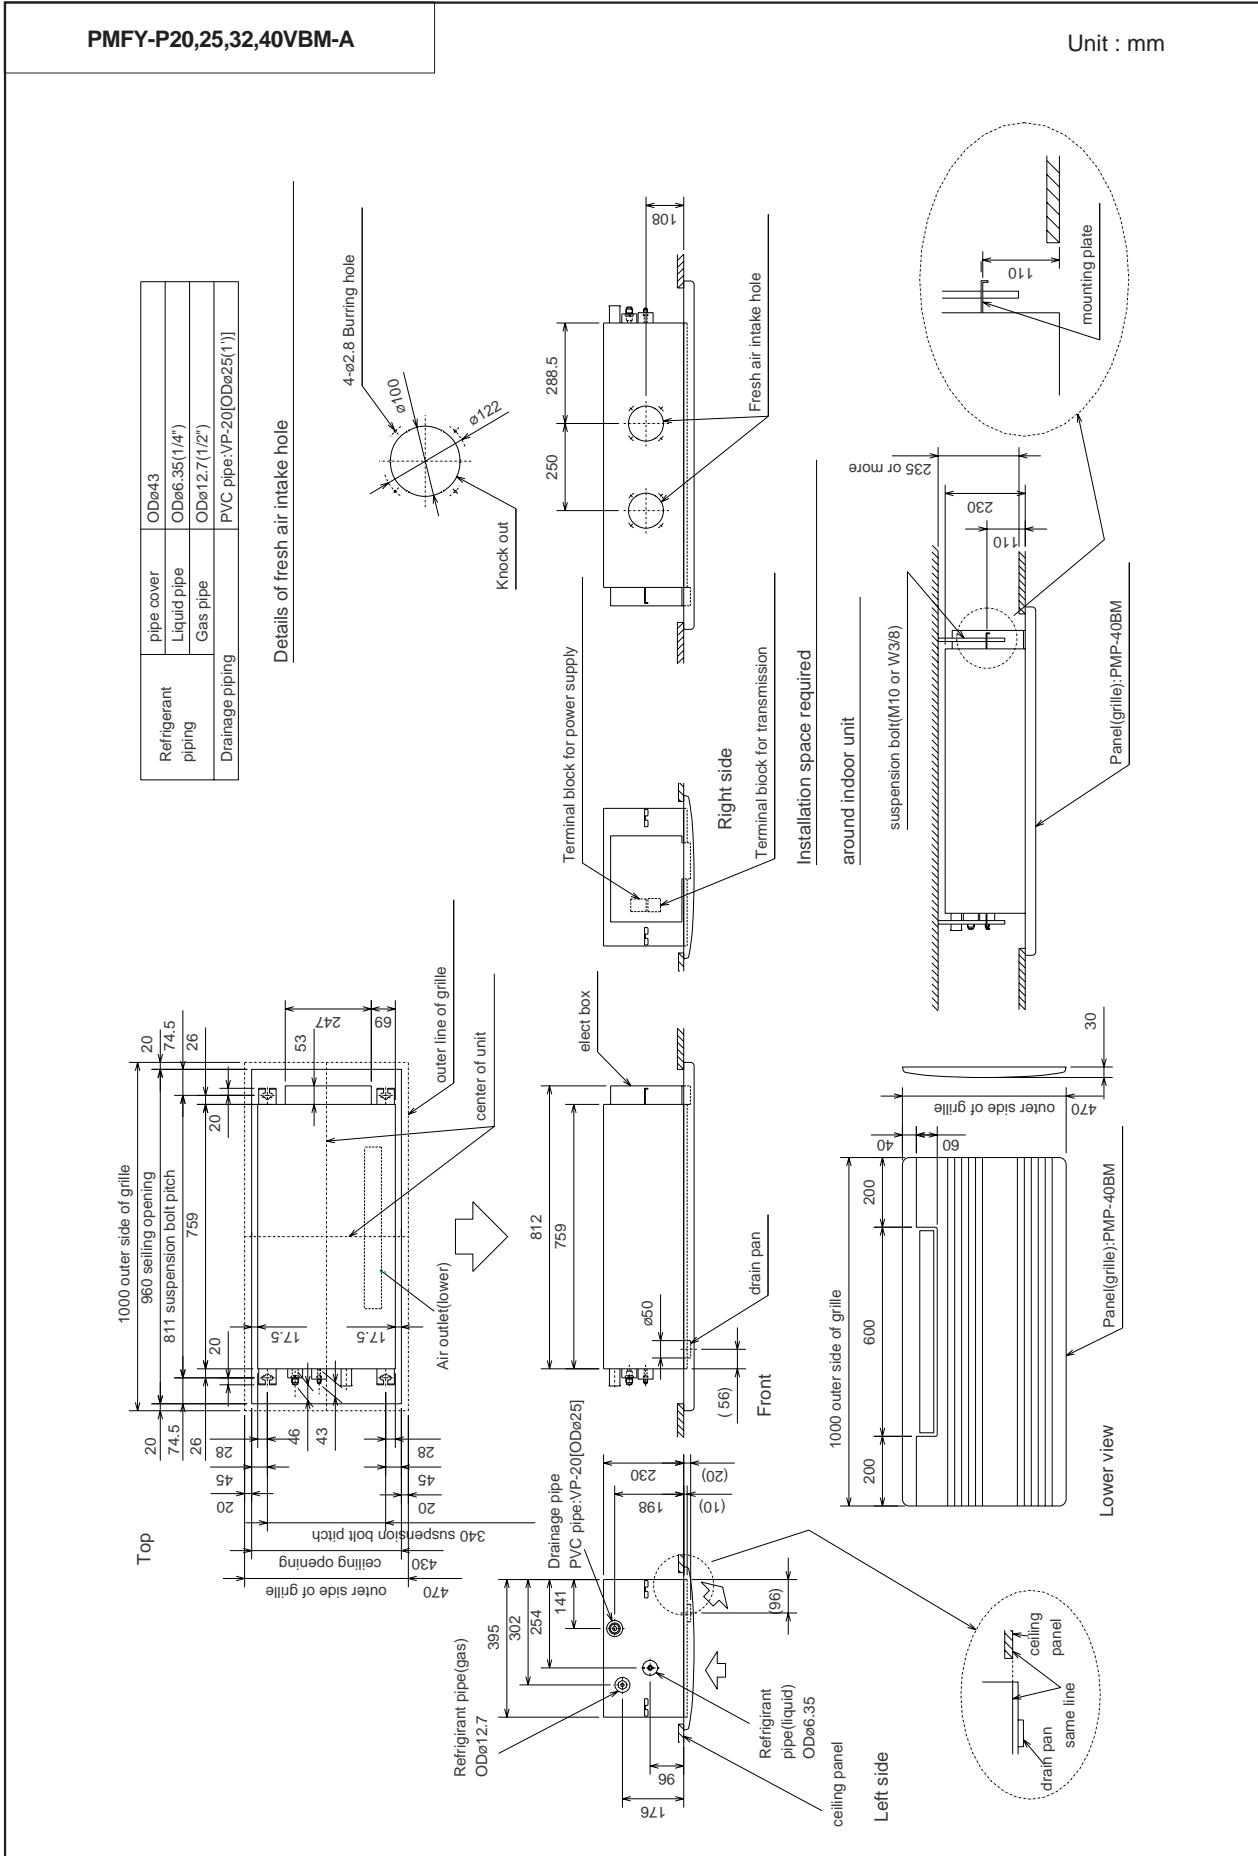 PMFY-P20,25,32,40VBM-A
Unit : mm
Refrigerant
piping
pipe cover
ODø43
Liquid pipe
ODø6.35(1/4")
Gas pipe
ODø12.7(1/2")
Drainage piping
PVC pipe:VP-20[ODø25(1")]
Details of fresh air intake hole
4-ø2.8 Burring hole
ø100
ø122
Knock out
Top
1000 outer side of grille
960 seiling opening
811 suspension bolt pitch
759
20
74.5
26
20
20
74.5
26
20
53
247
69
17.5
17.5
46
43
28
45
20
28
45
20
340 suspension bolt pitch
430
ceiling opening
470
outer side of grille
outer line of grille
center of unit
Air outlet(lower)
Right side
108
288.5
250
Fresh air intake hole
Terminal block for power supply
Terminal biock for transmission
Front
812
759
elect box
drain pan
ø50
( 56)
Left side
Drainage pipe
PVC pipe:VP-20[ODø25]
230
198
(20)
(10)
395
302
254
141
(96)
Refrigirant pipe(gas)
ODø12.7
Refrigirant
pipe(liquid)
ODø6.35
96
176
ceiling panel
ceiling
panel
same line
drain pan
Installation space required
around indoor unit
suspension bolt(M10 or W3/8)
235 or more
230
110
Panel(grille):PMP-40BM
110
mounting plate
Lower view
1000 outer side of grille
200
600
200
40
60
470
outer side of grille
30
Panel(grille):PMP-40BM